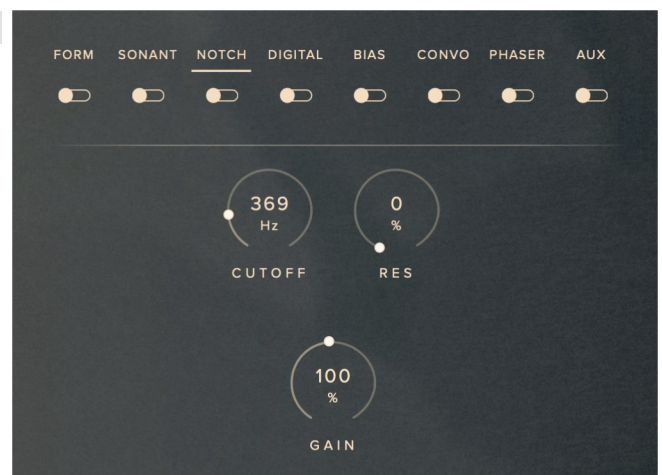 FORM SONANT NOTCH DIGITAL BIAS CONVO PHASER AUX
369 0
Hz %
CUTOFF RES
100
%
GAIN